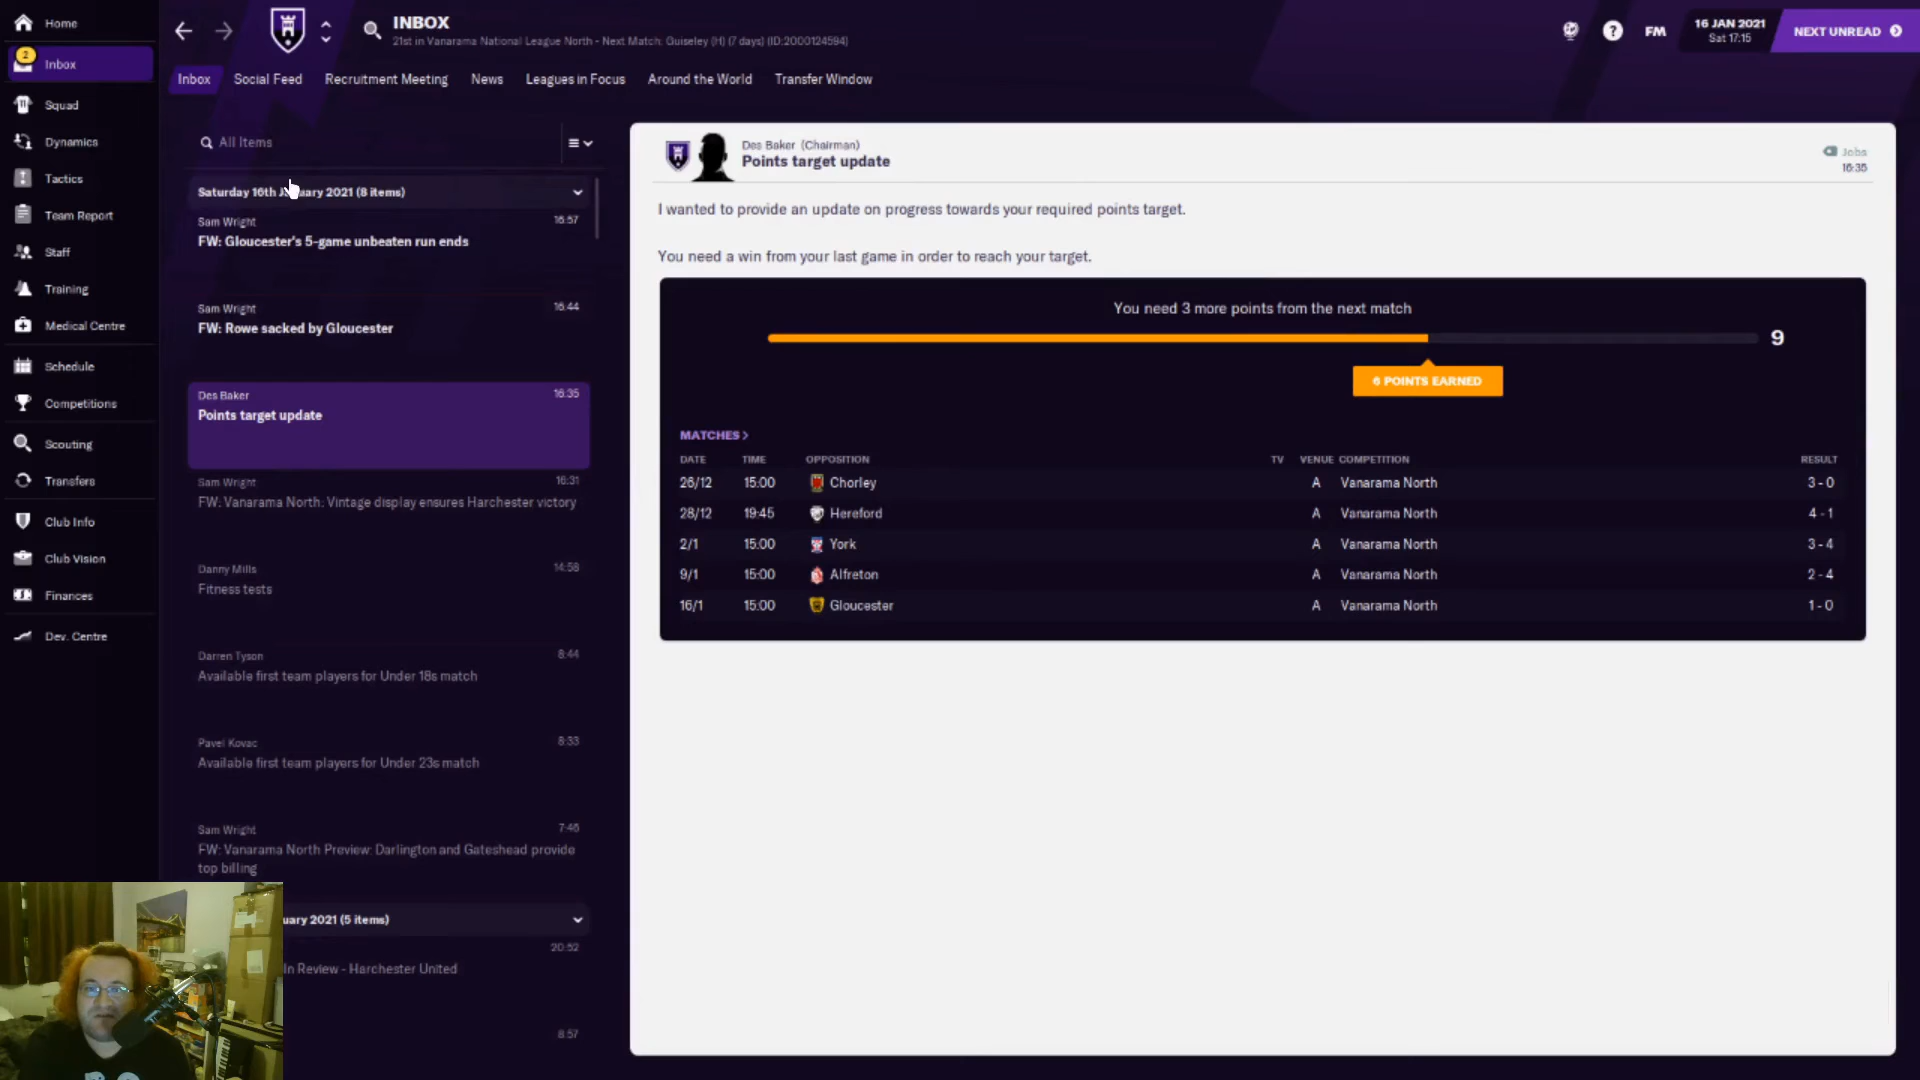 Home
2
Inbox
Squad
Dynamics
Tactics
Team Report
Staff
Training
Medical Centre
Schedule
Competitions
Scouting
Transfers
Club Info
Club Vision
Finances
Dev. Centre
INBOX
21st in Vanarama National League North - Next Match: Guiseley (H) (7 days) (ID:2000124594)
? FM 16 JAN 2021
Sat 17:15
NEXT UNREAD
Inbox Social Feed Recruitment Meeting News Leagues in Focus Around the World Transfer Window
All Items
Saturday 16th January 2021 (8 items)
Sam Wright 16:57
FW: Gloucester's 5-game unbeaten run ends
Sam Wright 16:44
FW: Rowe sacked by Gloucester
Des Baker 16:35
Points target update
Sam Wright 16:31
FW: Vanarama North: Vintage display ensures Harchester victory
Danny Mills 14:58
Fitness tests
Darren Tyson 8:44
Available first team players for Under 18s match
Pavel Kovac 8:33
Available first team players for Under 23s match
Sam Wright 7:46
FW: Vanarama North Preview: Darlington and Gateshead provide
top billing
uary 2021 (5 items)
20:52
In Review - Harchester United
8:57
Des Baker (Chairman)
Points target update
Jobs
16:35
I wanted to provide an update on progress towards your required points target.
You need a win from your last game in order to reach your target.
You need 3 more points from the next match
9
6 POINTS EARNED
MATCHES >
DATE TIME OPPOSITION TV VENUE COMPETITION RESULT
26/12 15:00 Chorley A Vanarama North 3 - 0
28/12 19:45 Hereford A Vanarama North 4 - 1
2/1 15:00 York A Vanarama North 3 - 4
9/1 15:00 Alfreton A Vanarama North 2 - 4
16/1 15:00 Gloucester A Vanarama North 1 - 0